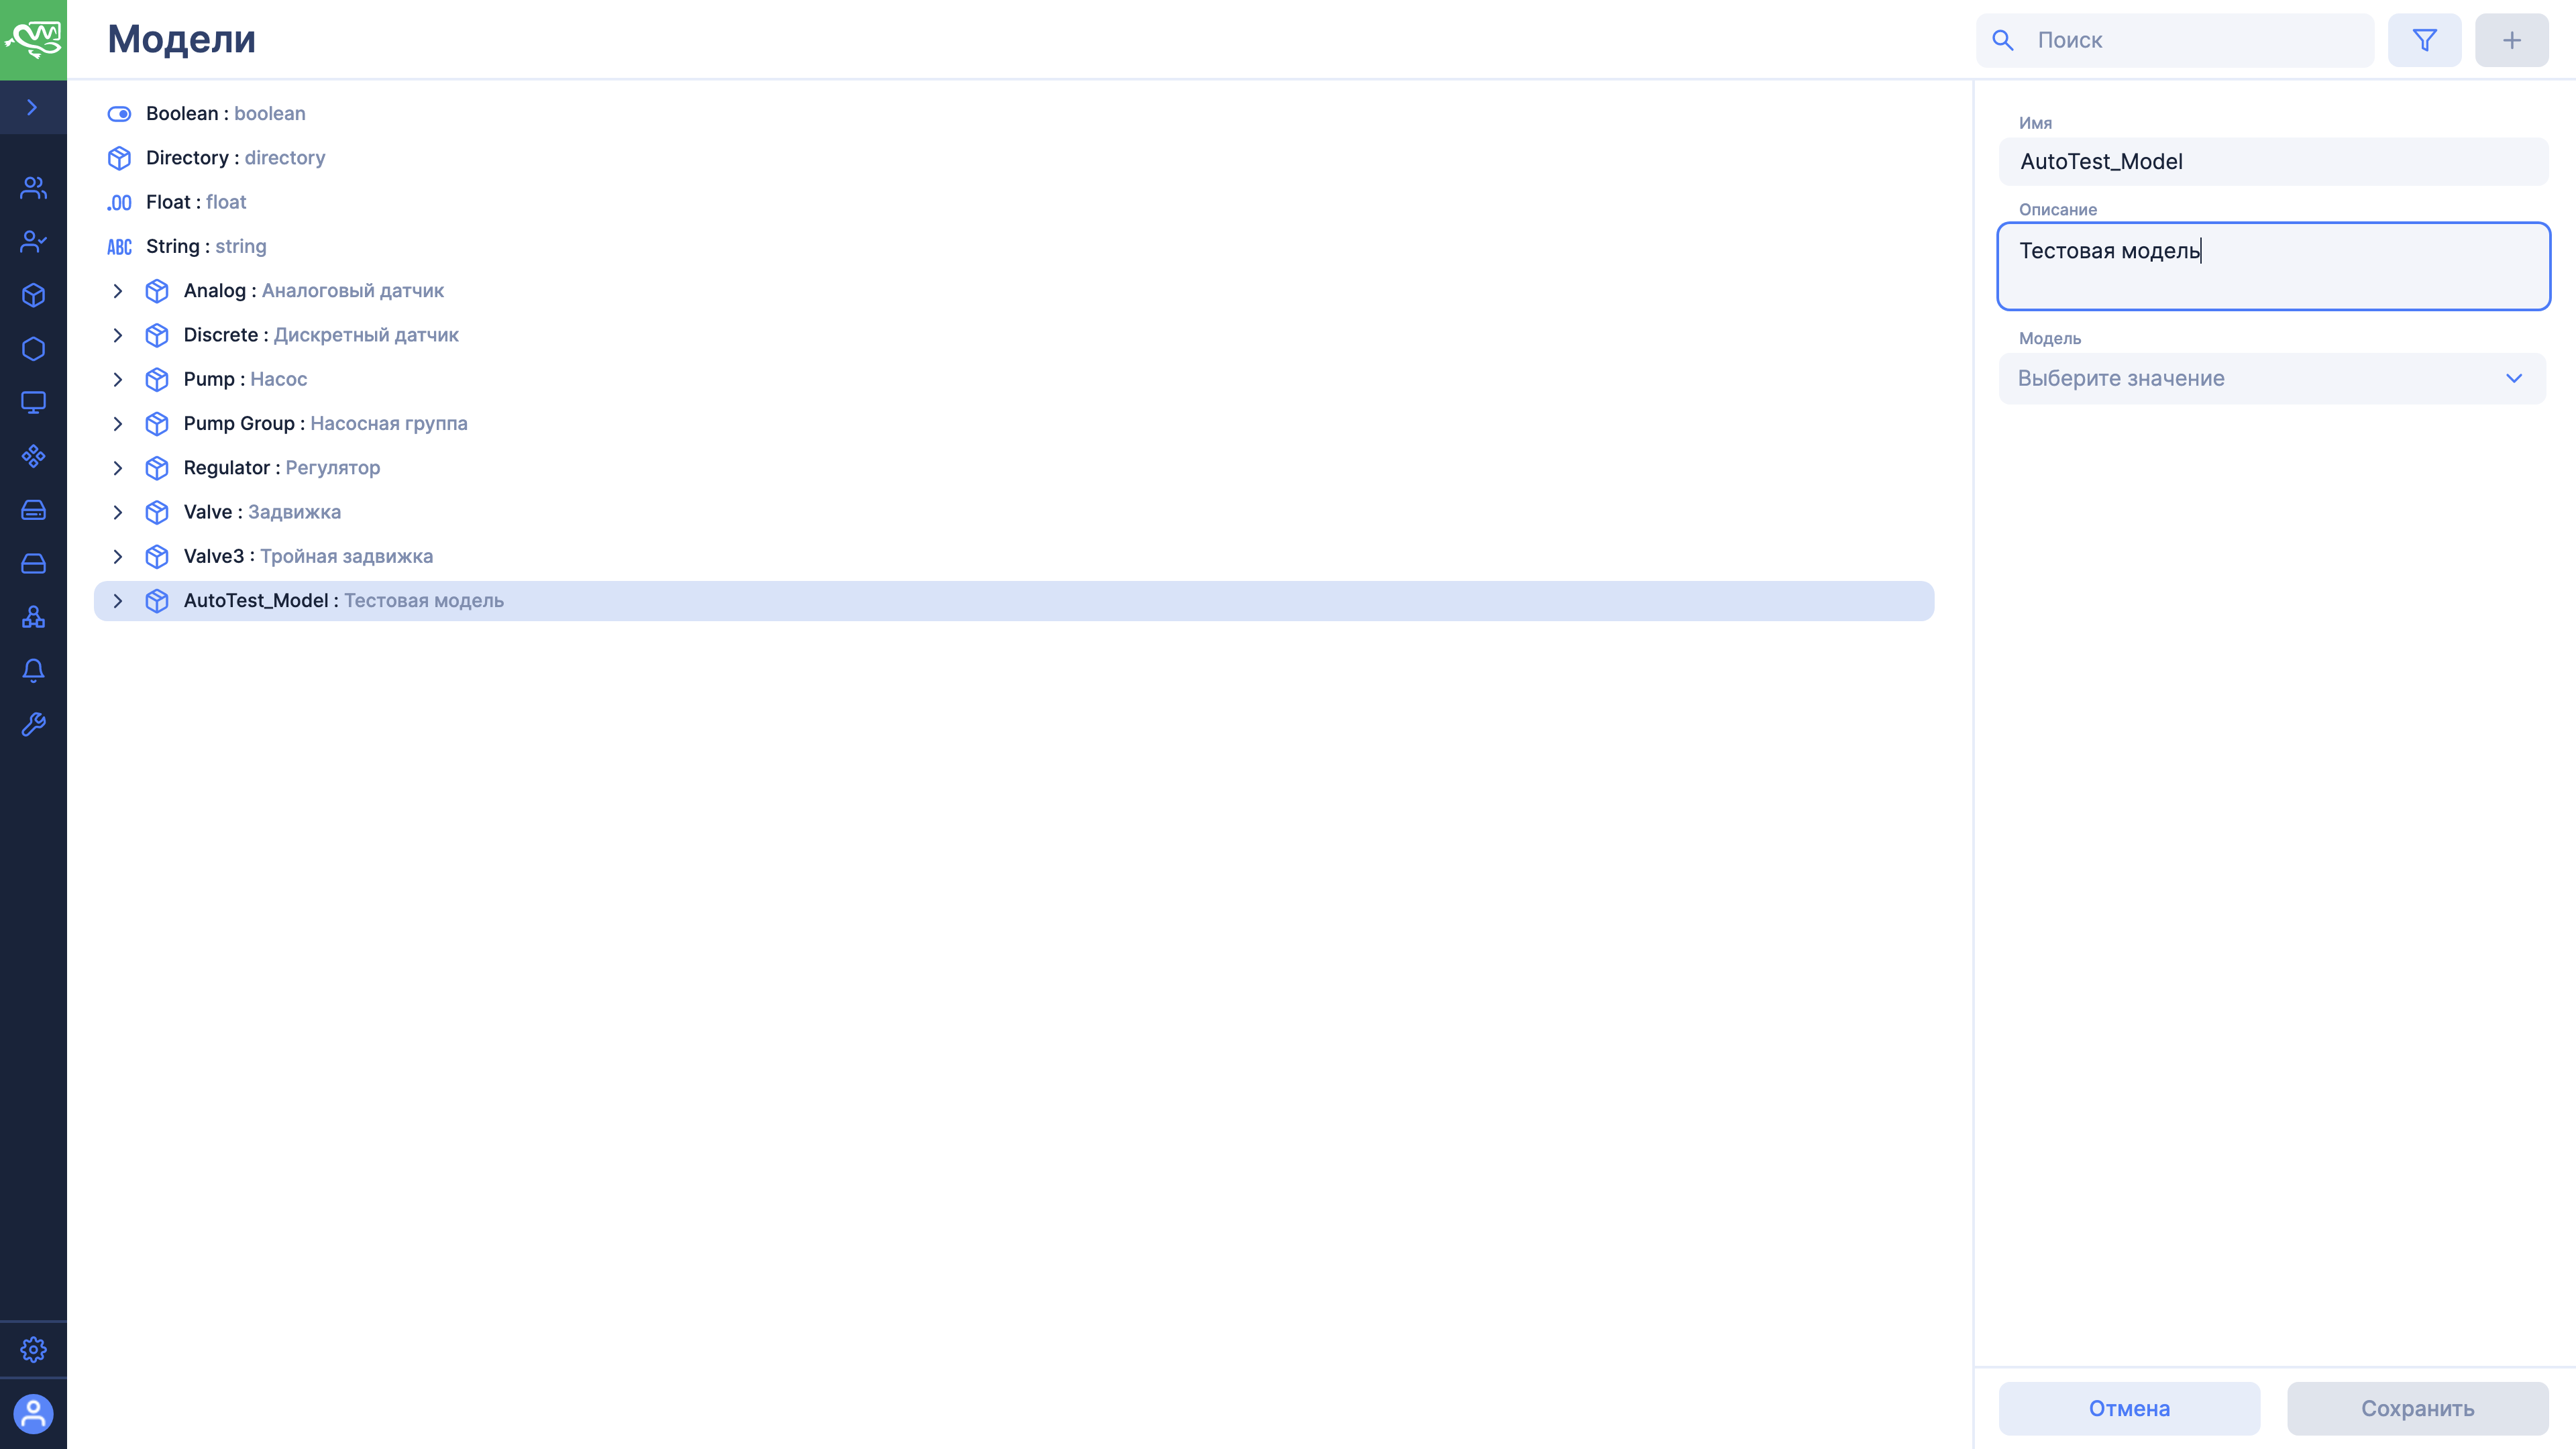 Модели
Поиск
Boolean : boolean
Directory : directory
.00 Float : float
ABC String : string
Analog : Аналоговый датчик
Discrete : Дискретный датчик
Pump : Насос
Pump Group : Насосная группа
Regulator : Регулятор
Valve : Задвижка
Valve3 : Тройная задвижка
AutoTest_Model : Тестовая модель
Имя
AutoTest_Model
Описание
Тестовая модель
Модель
Выберите значение
Отмена
Сохранить